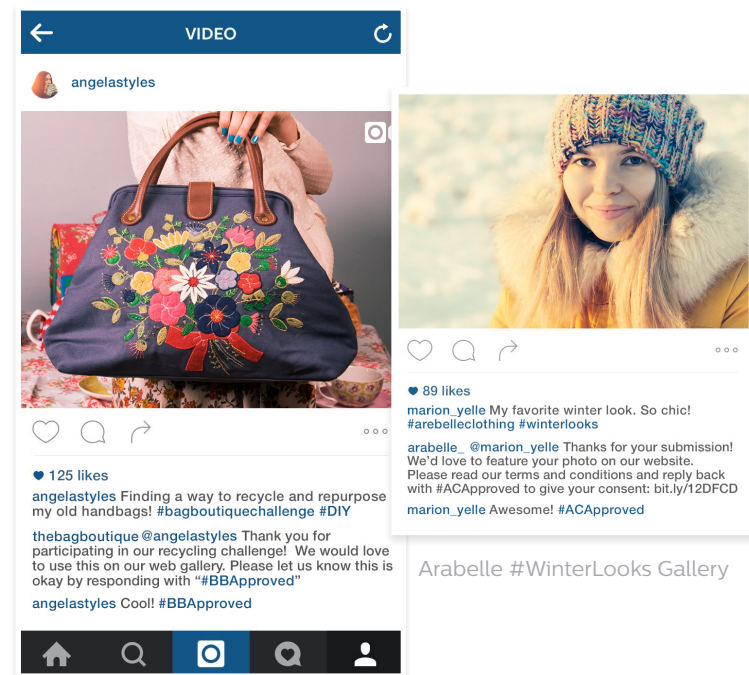 VIDEO
angelastyles
125 likes
angelastyles Finding a way to recycle and repurpose
my old handbags! #bagboutiquechallenge #DIY
thebagboutique @angelastyles Thank you for
participating in our recycling challenge! We would love
to use this on our web gallery. Please let us know this is
okay by responding with “#BBApproved”
angelastyles Cool! #BBApproved
89 likes
marion_yelle My favorite winter look. So chic!
#arebelleclothing #winterlooks
arabelle_ @marion_yelle Thanks for your submission!
We’d love to feature your photo on our website.
Please read our terms and conditions and reply back
with #ACApproved to give your consent: bit.ly/12DFCD
marion_yelle Awesome! #ACApproved
Arabelle #WinterLooks Gallery